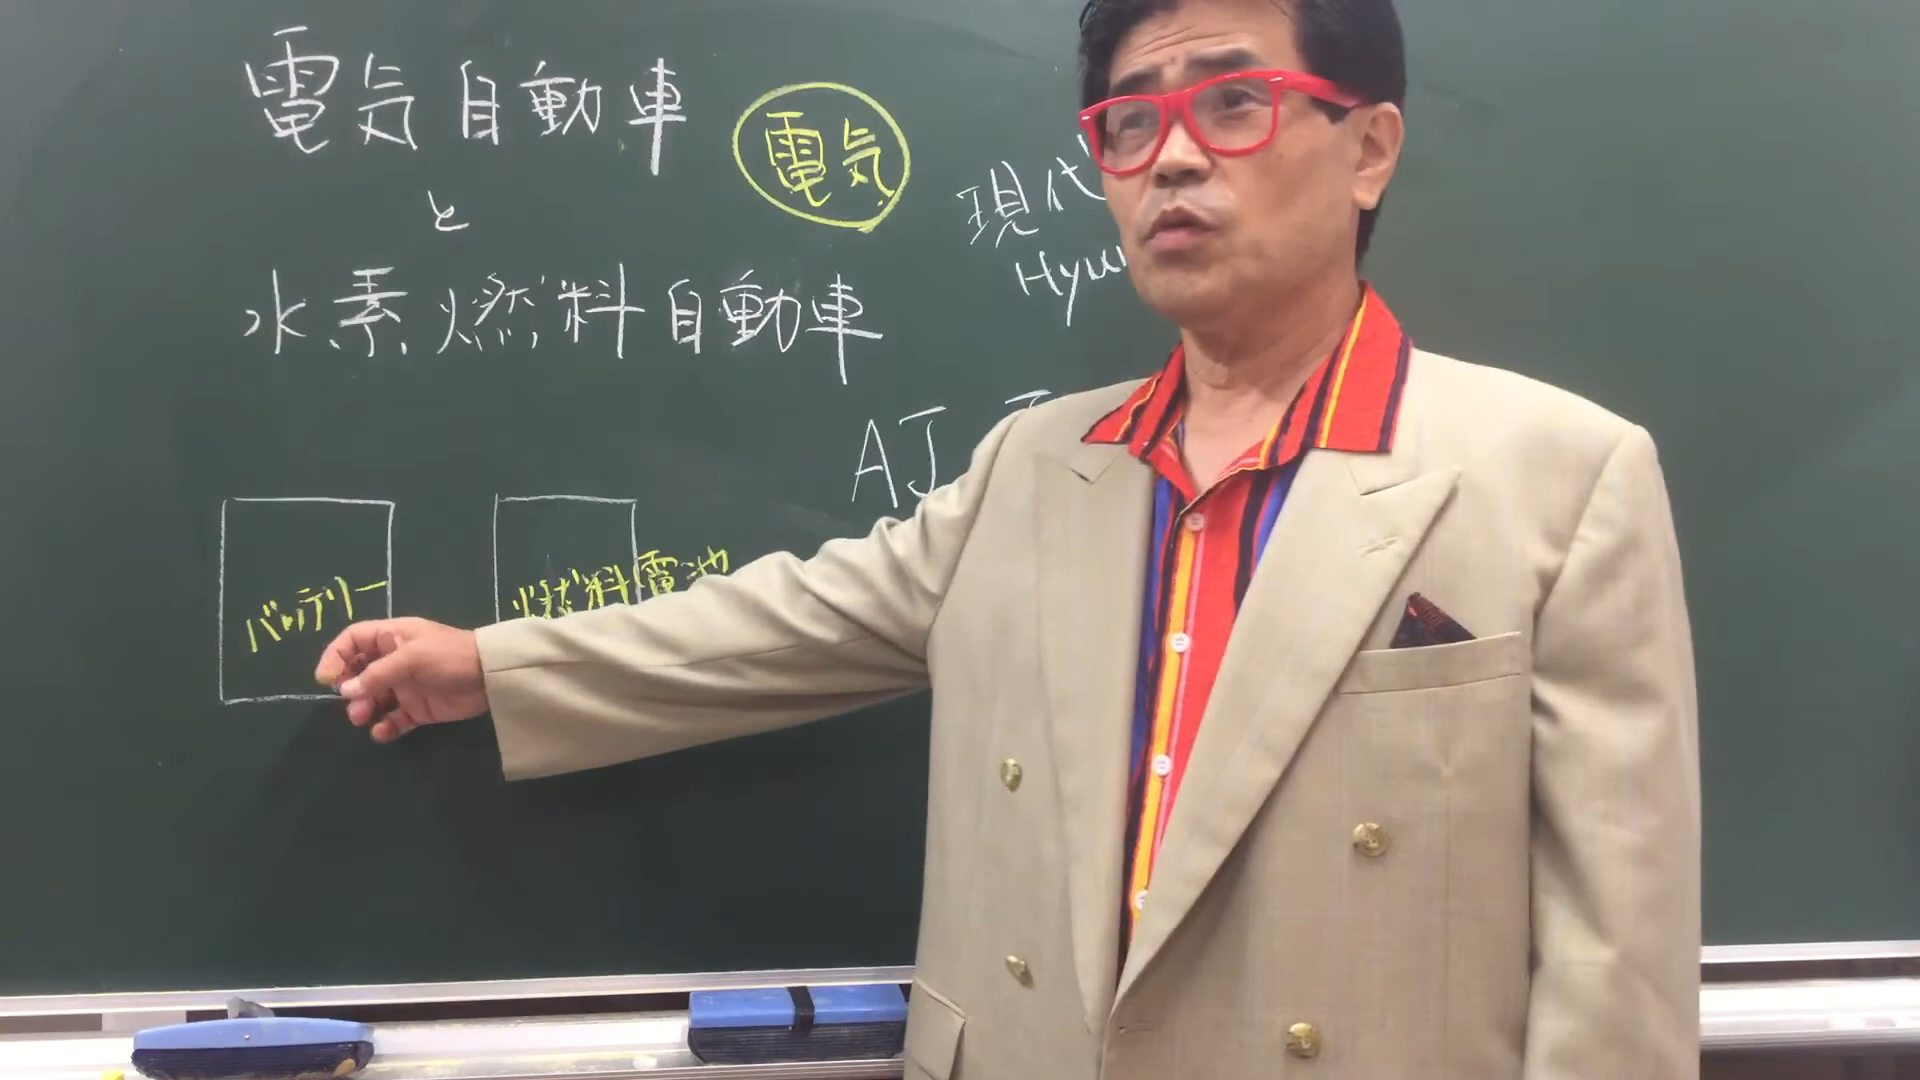 電気自動車
電気
と
現代
Hyu
水素燃料自動車
AJ
バッテリー
燃料電池